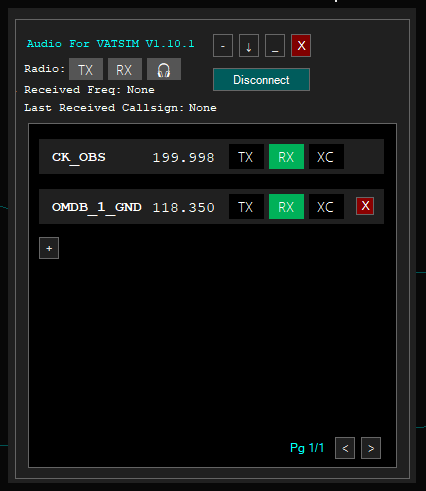 Audio For VATSIM V1.10.1 - ↓ _ X
Radio: TX RX
Disconnect
Received Freq: None
Last Received Callsign: None
CK_OBS 199.998 TX RX XC
OMDB_1_GND 118.350 TX RX XC X
+
Pg 1/1 < >